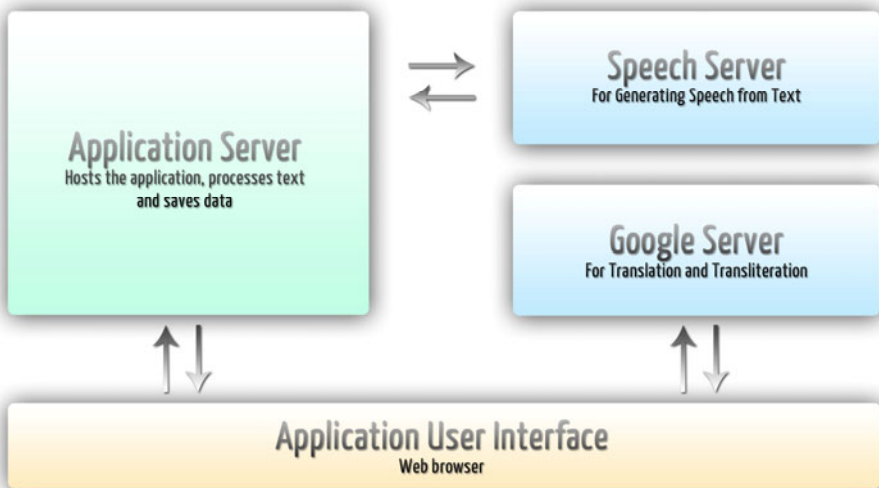 Application Server
Hosts the application, processes text
and saves data
Speech Server
For Generating Speech from Text
Google Server
For Translation and Transliteration
Application User Interface
Web browser